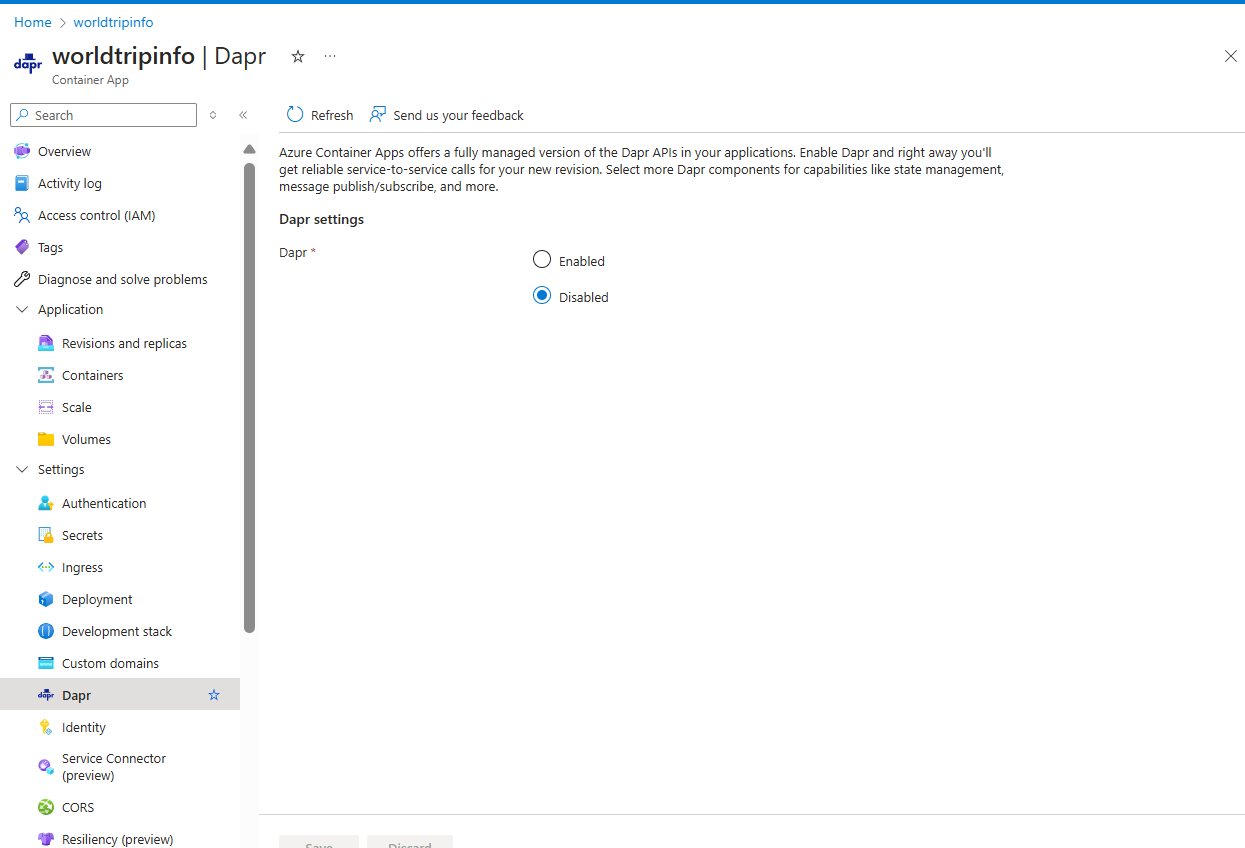 Home > worldtripinfo
dapr
worldtripinfo | Dapr
Container App
Search
Refresh
Send us your feedback
Overview
Activity log
Access control (IAM)
Tags
Diagnose and solve problems
Application
Revisions and replicas
Containers
Scale
Volumes
Settings
Authentication
Secrets
Ingress
Deployment
Development stack
Custom domains
dapr
Dapr
Identity
Service Connector
(preview)
CORS
Resiliency (preview)
Azure Container Apps offers a fully managed version of the Dapr APIs in your applications. Enable Dapr and right away you'll
get reliable service-to-service calls for your new revision. Select more Dapr components for capabilities like state management,
message publish/subscribe, and more.
Dapr settings
Dapr *
Enabled
Disabled
Save
Discard